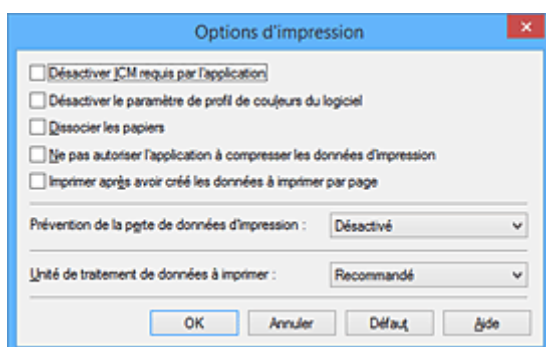 Options d'impression
Désactiver ICM requis par l'application
Désactiver le paramètre de profil de couleurs du logiciel
Dissocier les papiers
Ne pas autoriser l'application à compresser les données d'impression
Imprimer après avoir créé les données à imprimer par page
Prévention de la perte de données d'impression : Désactivé
Unité de traitement de données à imprimer : Recommandé
OK Annuler Défaut Aide